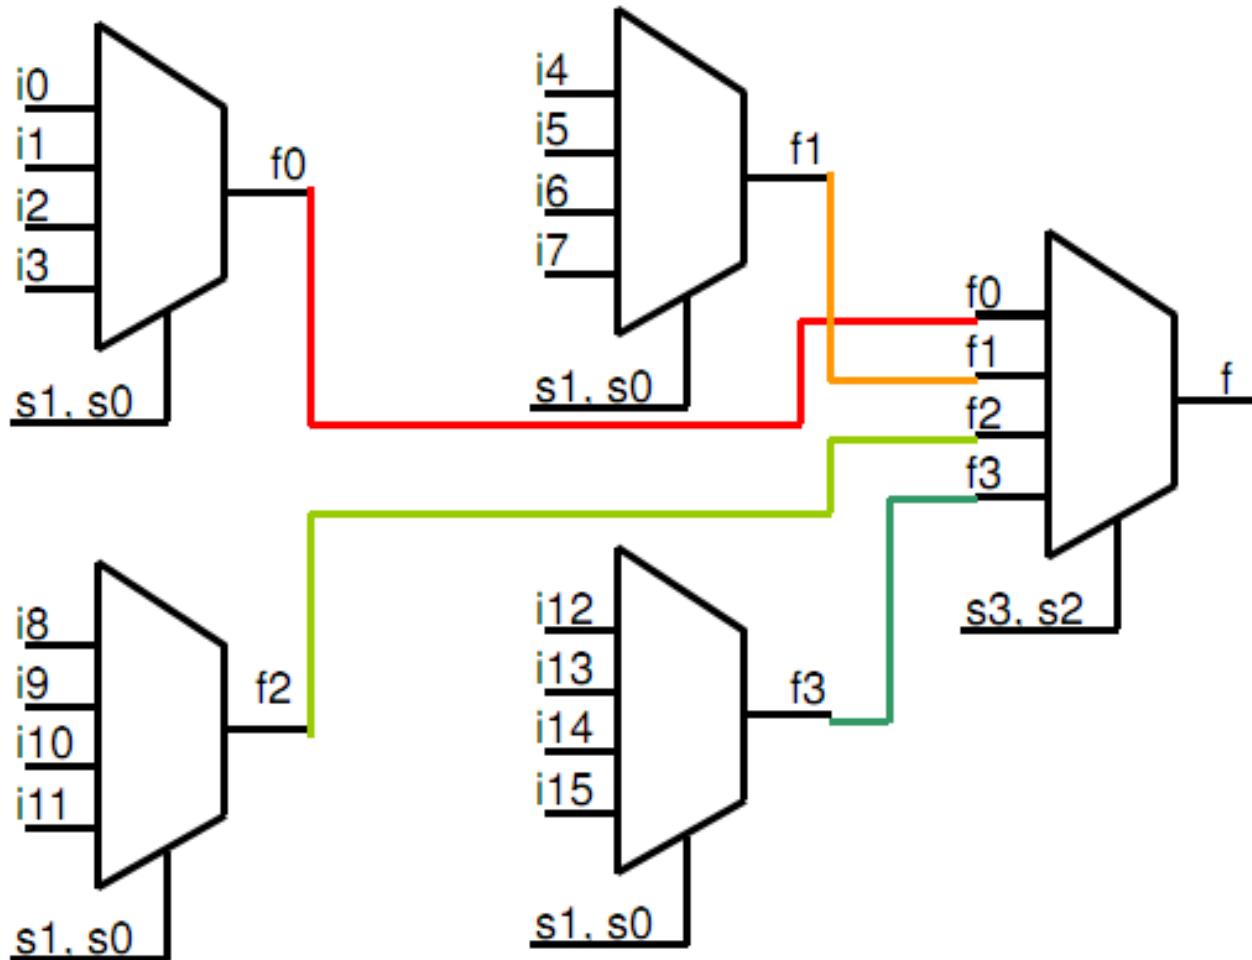 i0
i1
i2
i3
f0
s1, s0
i4
i5
i6
i7
f1
s1, s0
f0
f1
f2
f3
f
s3, s2
i8
i9
i10
i11
f2
s1, s0
i12
i13
i14
i15
f3
s1, s0